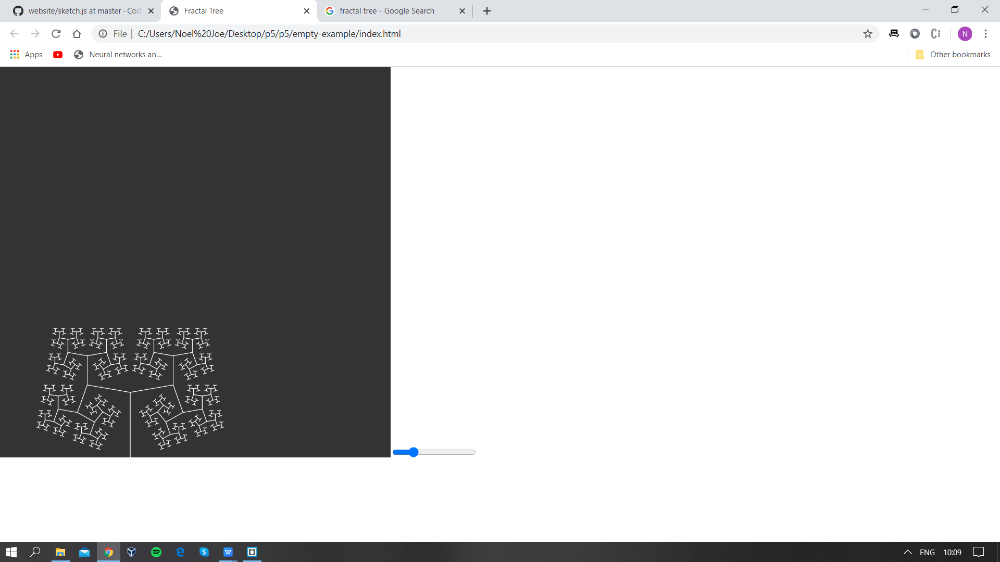 website/sketch.js at master · Codi
Fractal Tree
fractal tree - Google Search
File
C:/Users/Noel%20Joe/Desktop/p5/p5/empty-example/index.html
N
Apps
Neural networks an...
Other bookmarks
ENG
10:09